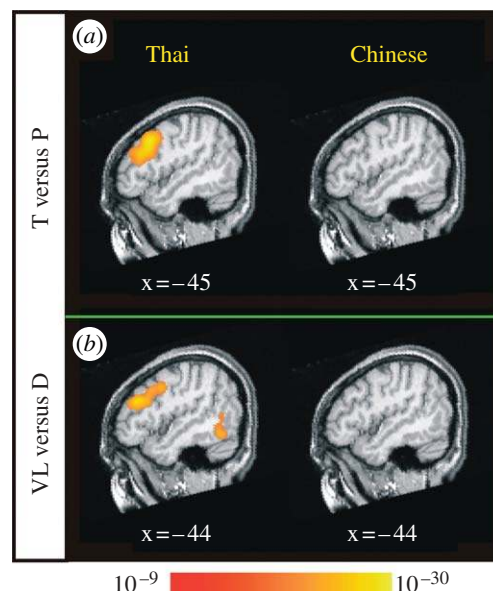 (a)
Thai Chinese
T versus P
x = −45 x = −45
(b)
VL versus D
x = −44 x = −44
10⁻⁹ 10⁻³⁰